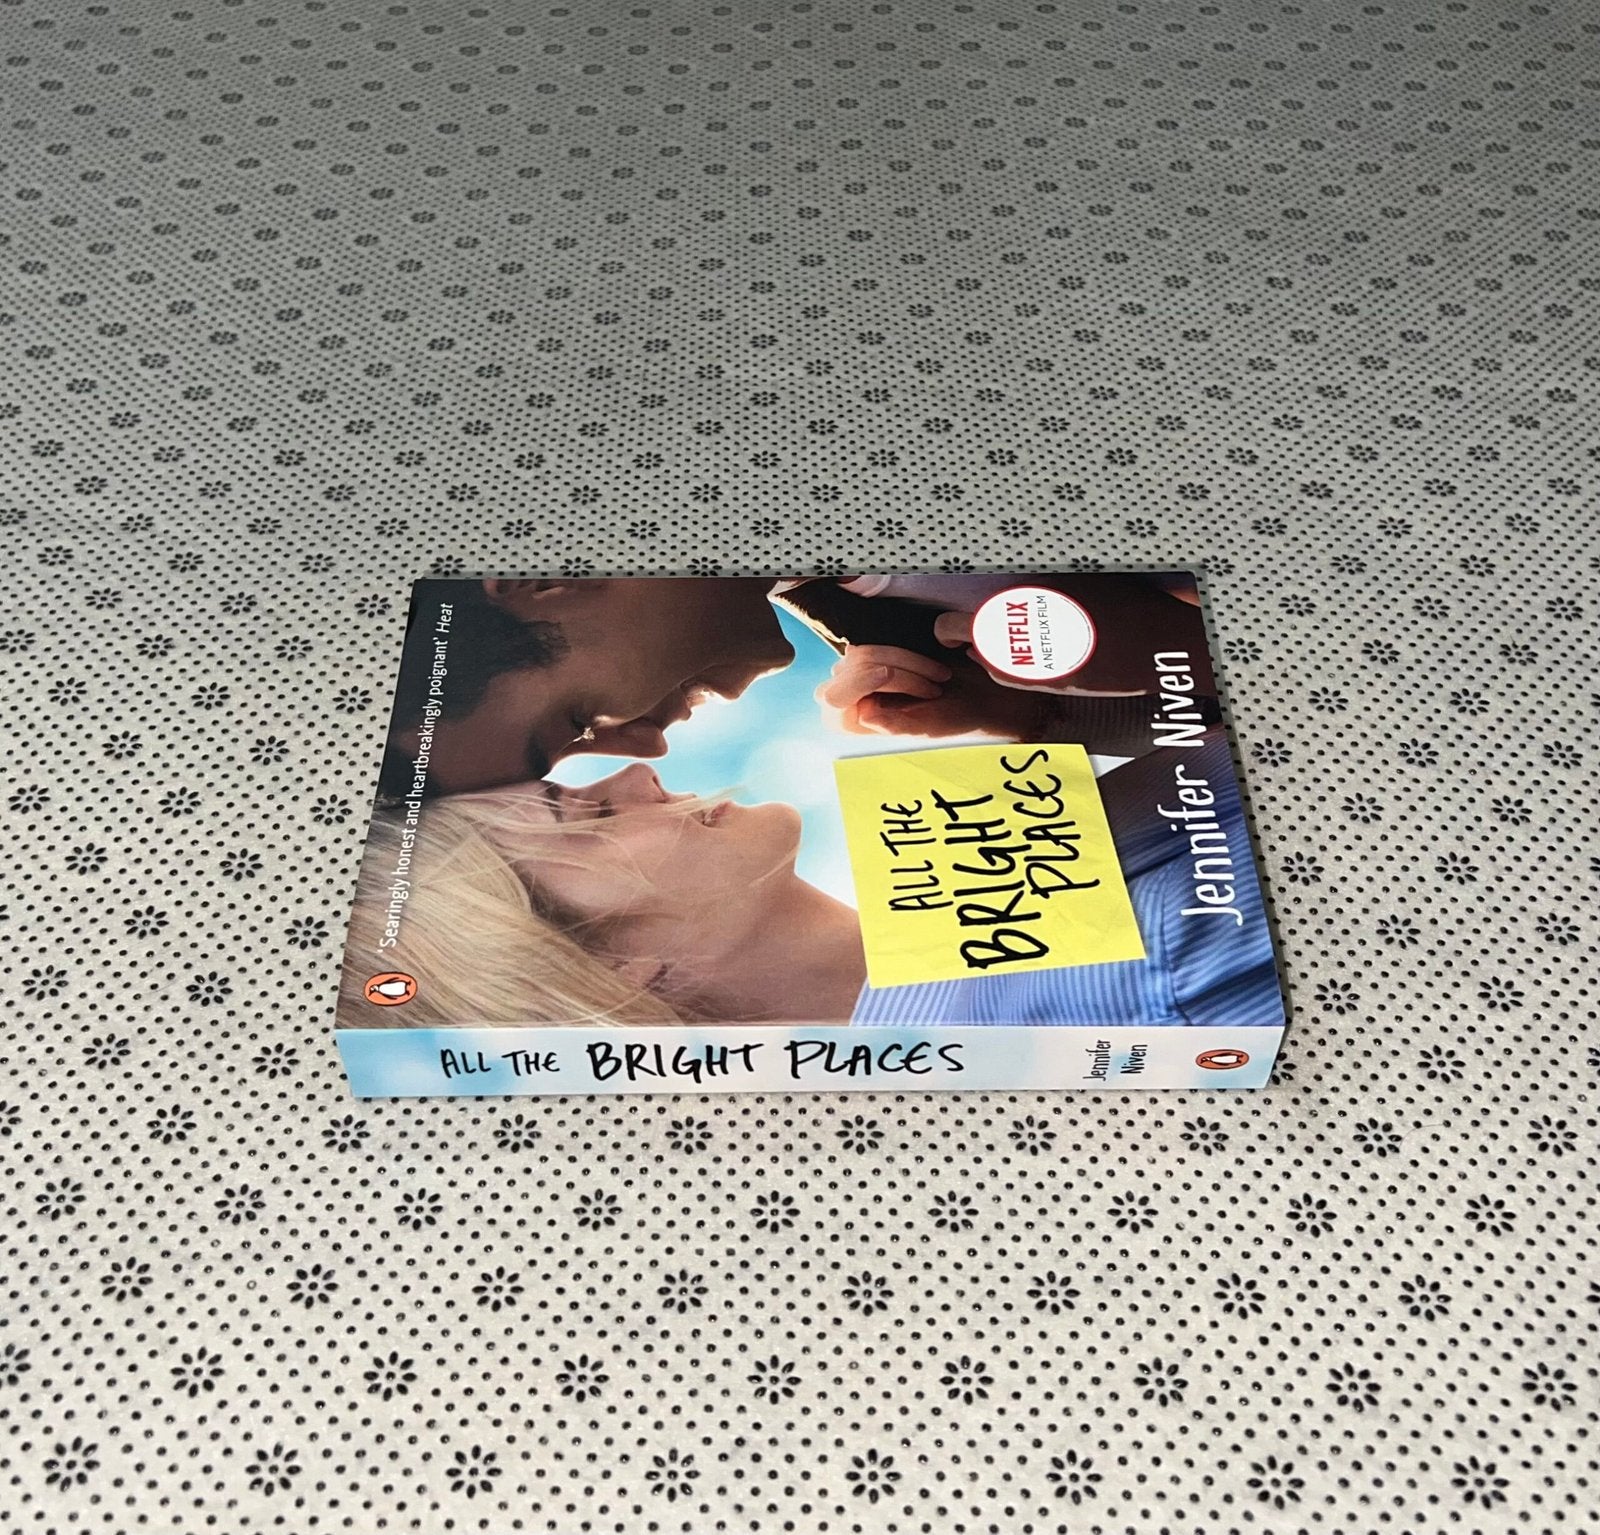 'Searingly honest and heartbreakingly poignant' Heat
NETFLIX
A NETFLIX FILM
ALL THE
BRIGHT
PLACES
Jennifer Niven
ALL THE BRIGHT PLACES
Jennifer
Niven